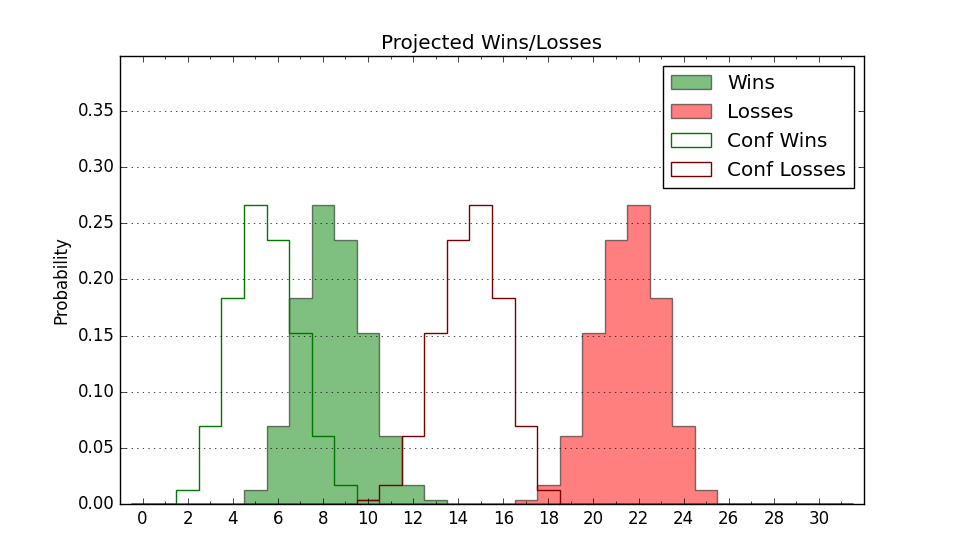 Projected Wins/Losses
Wins
Losses
Conf Wins
Conf Losses
Probability
0.35
0.30
0.25
0.20
0.15
0.10
0.05
0.00
0 2 4 6 8 10 12 14 16 18 20 22 24 26 28 30